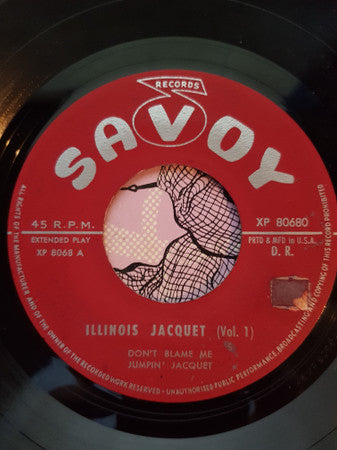 RECORDS
SAVOY
45 R.P.M.
EXTENDED PLAY
XP 8068 A
XP 80680
PRTD & MFD in U.S.A.
D. R.
ILLINOIS JACQUET (Vol. 1)
DON'T BLAME ME
JUMPIN' JACQUET
ALL RIGHTS OF THE MANUFACTURER AND OF THE OWNER OF THE RECORDED WORK RESERVED - UNAUTHORISED PUBLIC PERFORMANCE, BROADCASTING AND COPYING OF THIS RECORD PROHIBITED